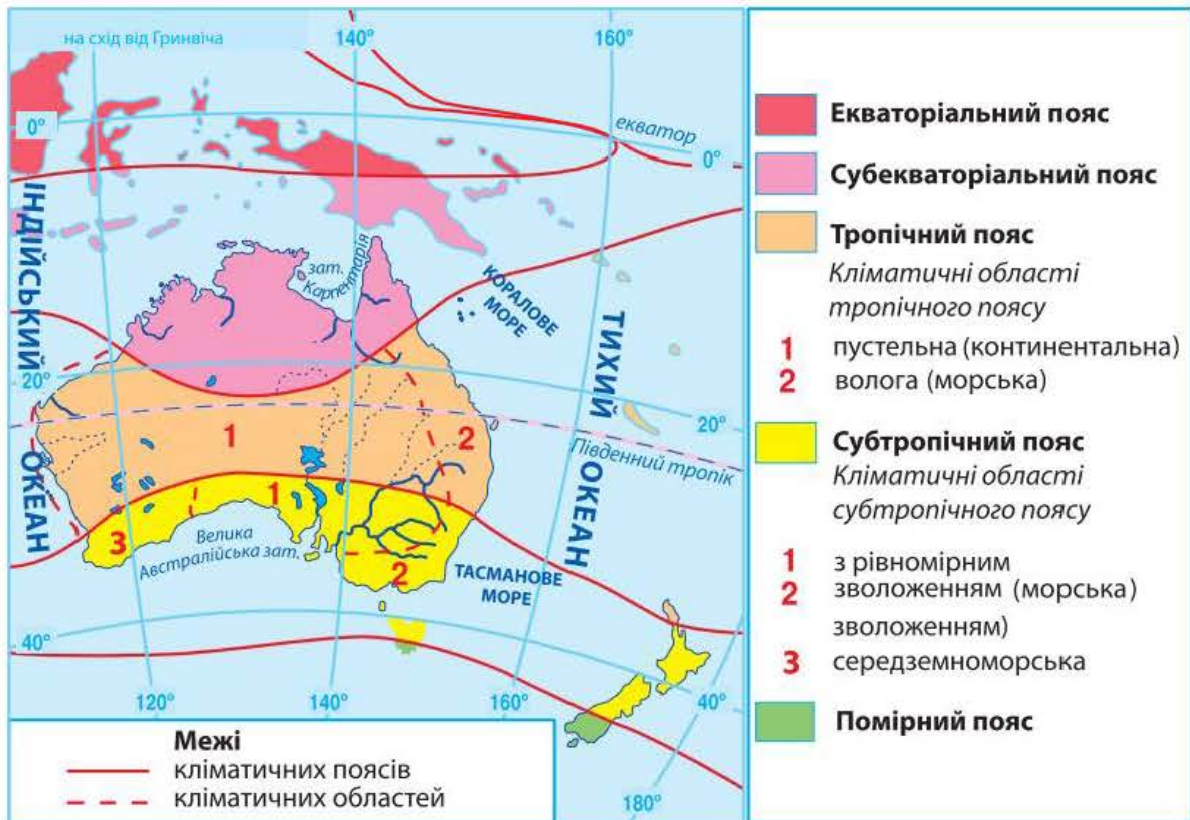 на схід від Гринвіча
140°
160°
0°
екватор
0°
ІНДІЙСЬКИЙ
ОКЕАН
зат.
Карпентарія
КОРАЛОВЕ
МОРЕ
ТИХИЙ
ОКЕАН
20°
20°
1
2
Південний тропік
1
3
Велика
Австралійська зат.
2
ТАСМАНОВЕ
МОРЕ
40°
40°
120°
140°
160°
180°
Межі
кліматичних поясів
кліматичних областей
Екваторіальний пояс
Субекваторіальний пояс
Тропічний пояс
Кліматичні області
тропічного поясу
1 пустельна (континентальна)
2 волога (морська)
Субтропічний пояс
Кліматичні області
субтропічного поясу
1 з рівномірним
2 зволоженням (морська)
зволоженням)
3 середземноморська
Помірний пояс